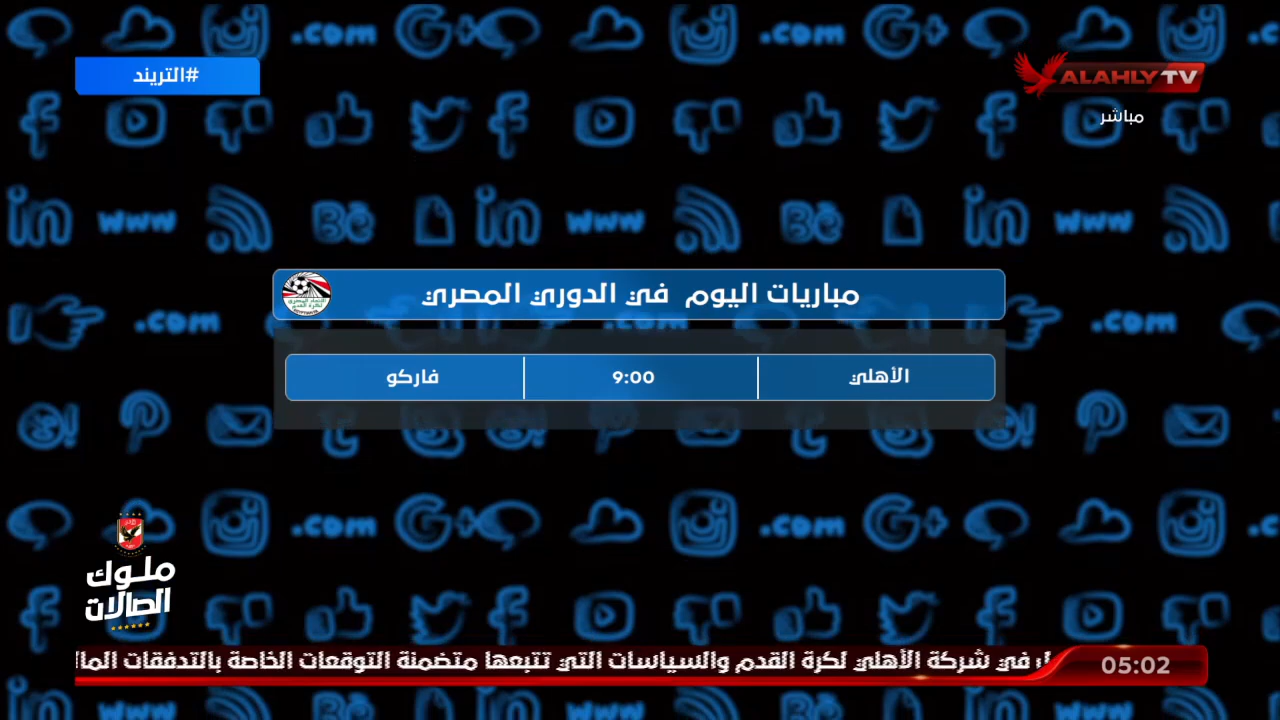 #التريند
ALAHLY TV
مباشر
مباريات اليوم في الدوري المصري
الأهلي 9:00 فاركو
ملوك
الصالات
في شركة الأهلي لكرة القدم والسياسات التي تتبعها متضمنة التوقعات الخاصة بالتدفقات
05:02